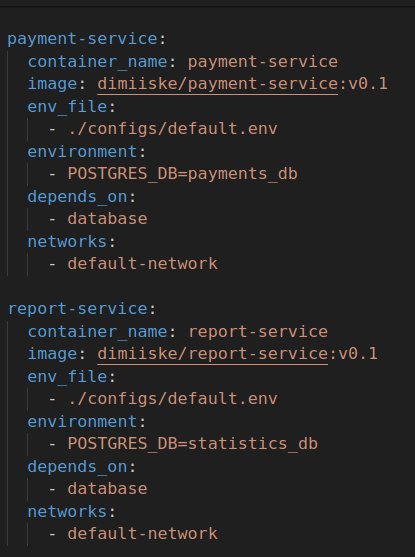 payment-service:
  container_name: payment-service
  image: dimiiske/payment-service:v0.1
  env_file:
    - ./configs/default.env
  environment:
    - POSTGRES_DB=payments_db
  depends_on:
    - database
  networks:
    - default-network

report-service:
  container_name: report-service
  image: dimiiske/report-service:v0.1
  env_file:
    - ./configs/default.env
  environment:
    - POSTGRES_DB=statistics_db
  depends_on:
    - database
  networks:
    - default-network